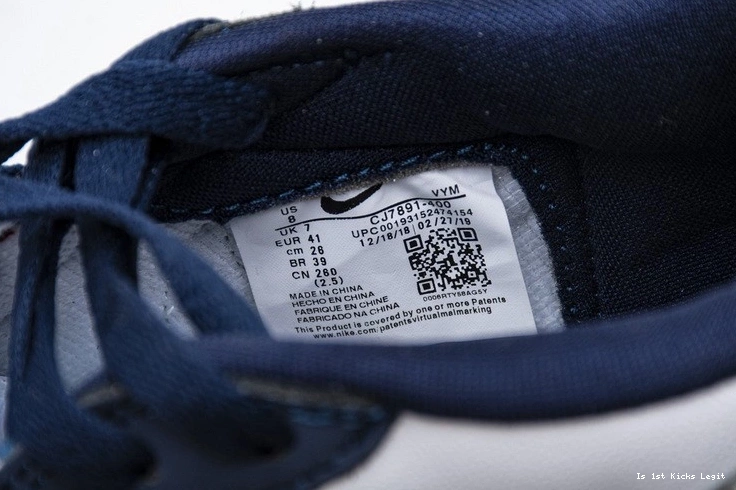 VYM
US 8
UK 7
EUR 41
cm 26
BR 39
CN 260
(2.5)
CJ7891-400
UPC00193152474154
12/18/18 | 02/27/19
0006RTY58AG5Y
MADE IN CHINA
HECHO EN CHINA
FABRIQUE EN CHINE
FABRICADO NA CHINA
This Product is covered by one or more Patents
www.nike.com/patentsvirtualmalmarking
Is 1st Kicks Legit